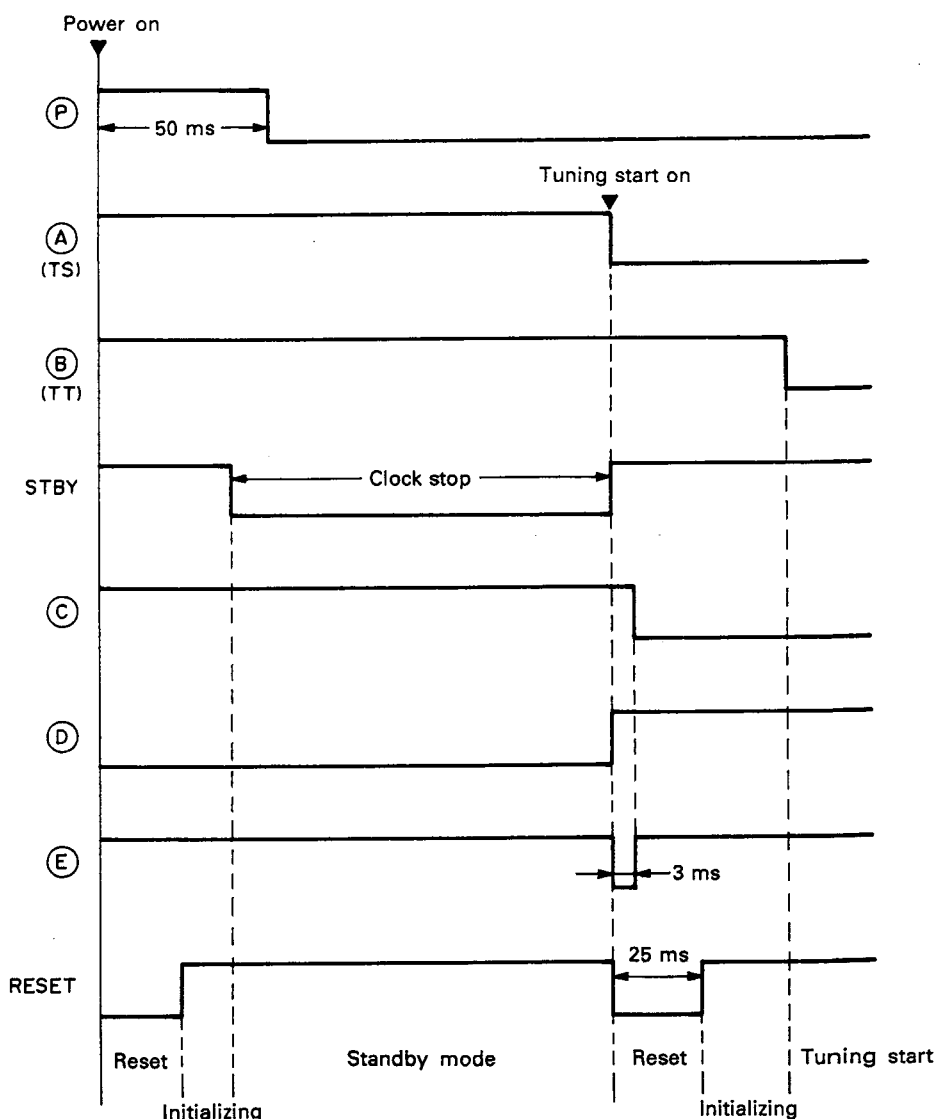 Power on
P
50 ms
Tuning start on
A
(TS)
B
(TT)
STBY
Clock stop
C
D
E
3 ms
RESET
25 ms
Reset
Standby mode
Reset
Tuning start
Initializing
Initializing